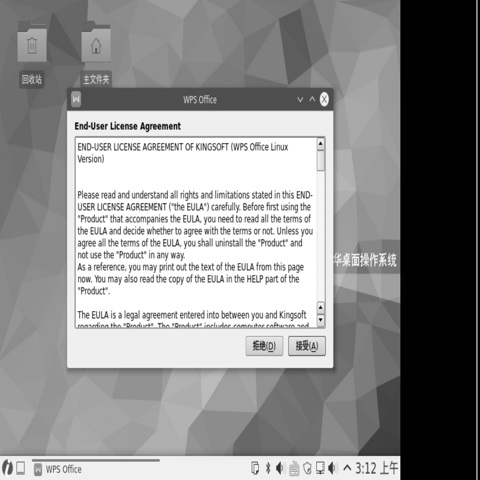 回收站
主文件夹
WPS Office
End-User License Agreement
END-USER LICENSE AGREEMENT OF KINGSOFT (WPS Office Linux
Version)
Please read and understand all rights and limitations stated in this END-
USER LICENSE AGREEMENT ("the EULA") carefully. Before first using the
"Product" that accompanies the EULA, you need to read all the terms of
the EULA and decide whether to agree with the terms or not. Unless you
agree all the terms of the EULA, you shall uninstall the "Product" and
not use the "Product" in any way.
As a reference, you may print out the text of the EULA from this page
now. You may also read the copy of the EULA in the HELP part of the
"Product".
The EULA is a legal agreement entered into between you and Kingsoft
regarding the "Product". The "Product" includes computer software and
华桌面操作系统
拒绝(D)
接受(A)
WPS Office
3:12 上午